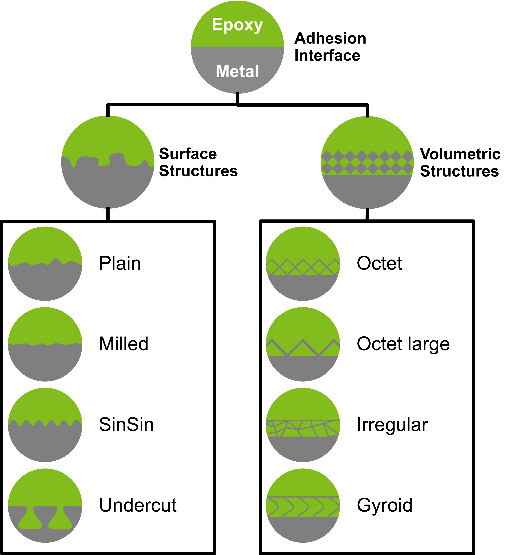 Epoxy
Metal
Adhesion
Interface
Surface
Structures
Volumetric
Structures
Plain
Milled
SinSin
Undercut
Octet
Octet large
Irregular
Gyroid